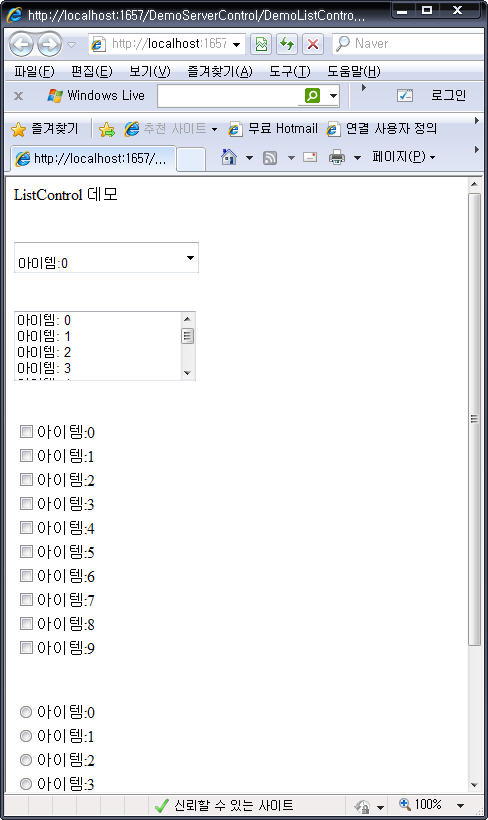 http://localhost:1657/DemoServerControl/DemoListContro...
http://localhost:1657
Naver
파일(F) 편집(E) 보기(V) 즐겨찾기(A) 도구(T) 도움말(H)
Windows Live 로그인
즐겨찾기 추천 사이트 무료 Hotmail 연결 사용자 정의
http://localhost:1657/... 페이지(P)
ListControl 데모
아이템:0
아이템: 0
아이템: 1
아이템: 2
아이템: 3
아이템:0
아이템:1
아이템:2
아이템:3
아이템:4
아이템:5
아이템:6
아이템:7
아이템:8
아이템:9
아이템:0
아이템:1
아이템:2
아이템:3
신뢰할 수 있는 사이트 100%